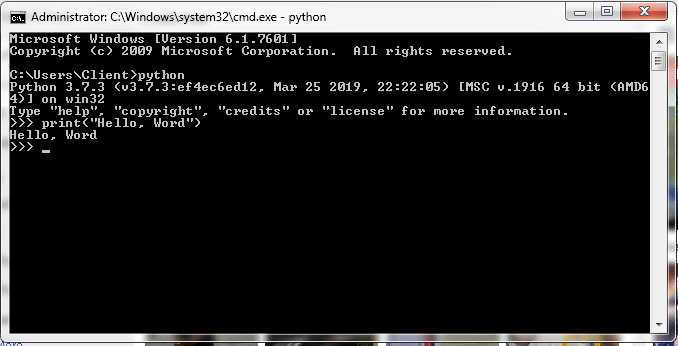 Administrator: C:\Windows\system32\cmd.exe - python
Microsoft Windows [Version 6.1.7601]
Copyright (c) 2009 Microsoft Corporation.  All rights reserved.
C:\Users\Client>python
Python 3.7.3 (v3.7.3:ef4ec6ed12, Mar 25 2019, 22:22:05) [MSC v.1916 64 bit (AMD6
4)] on win32
Type "help", "copyright", "credits" or "license" for more information.
>>> print("Hello, Word")
Hello, Word
>>> _